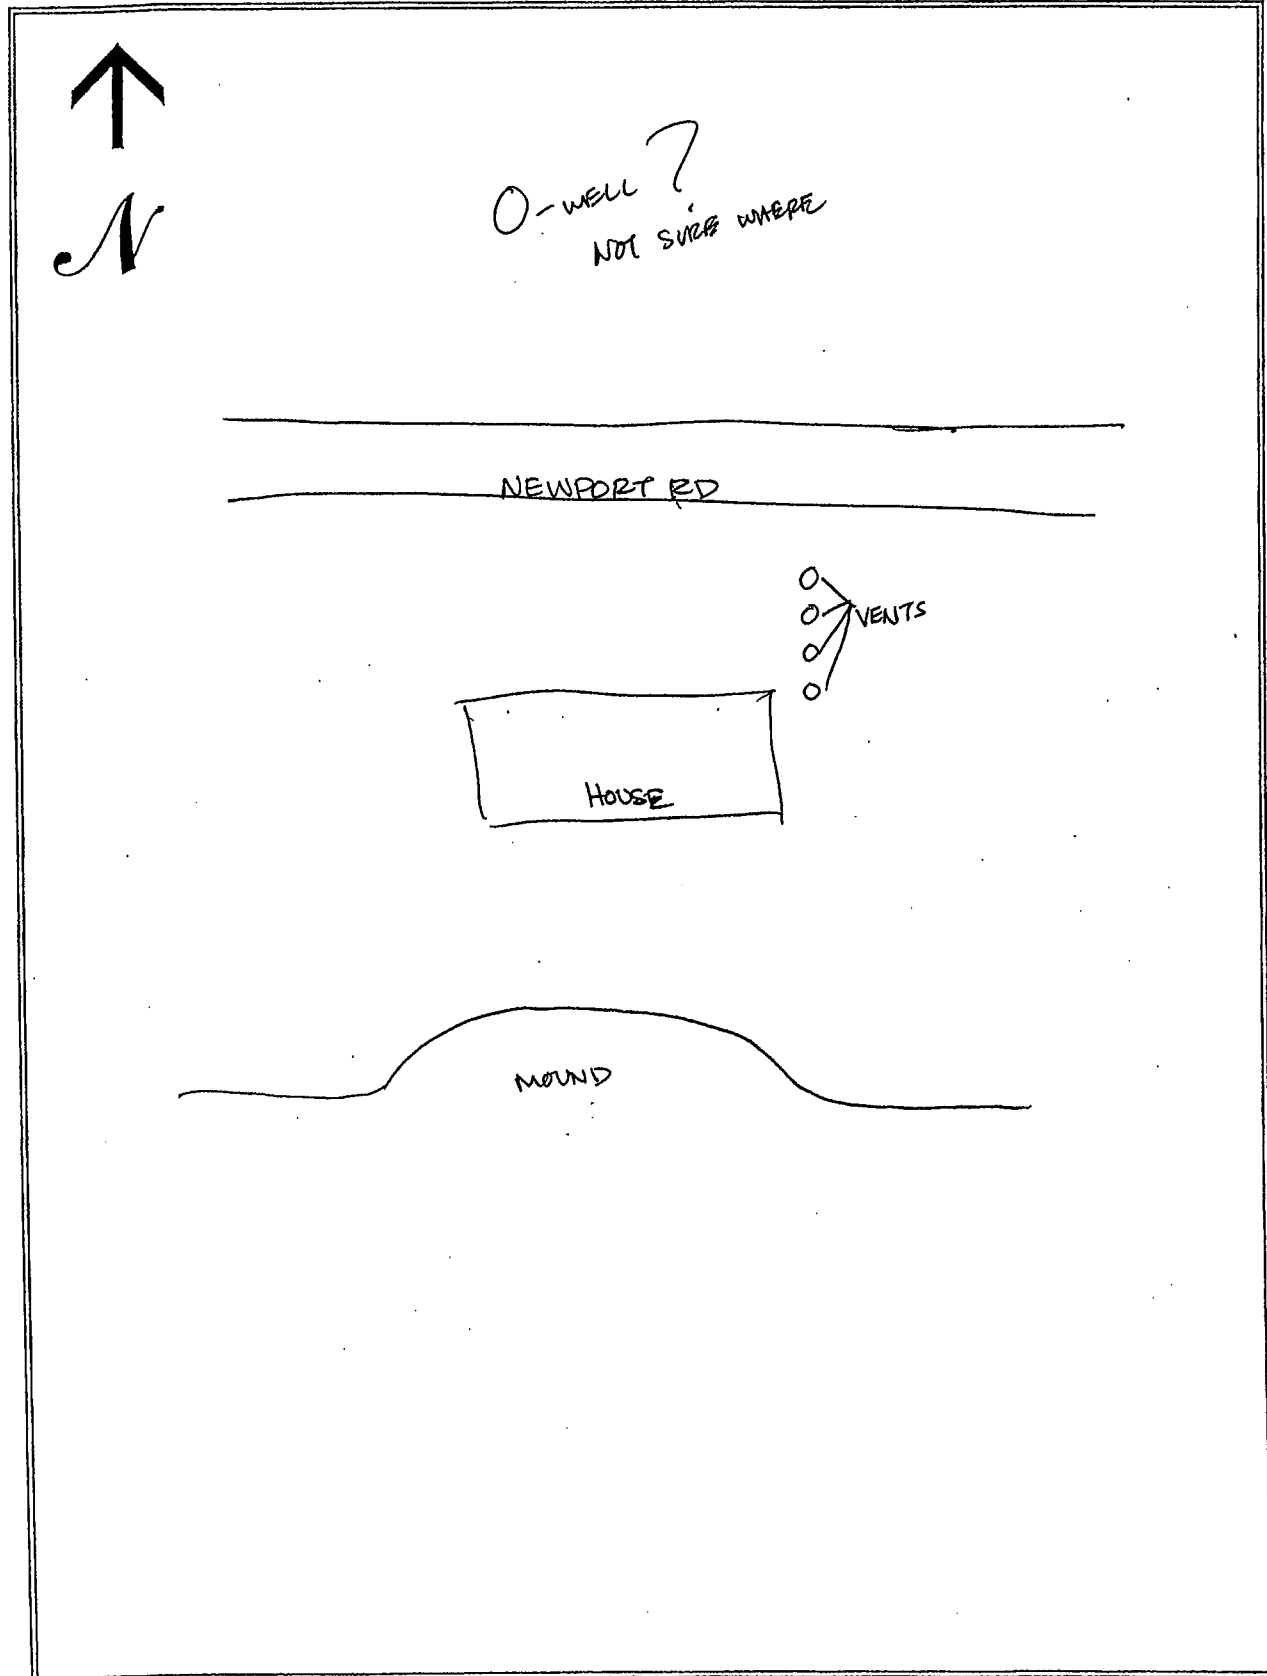 N
O-WELL ?
NOT SURE WHERE
NEWPORT RD
VENTS
HOUSE
MOUND